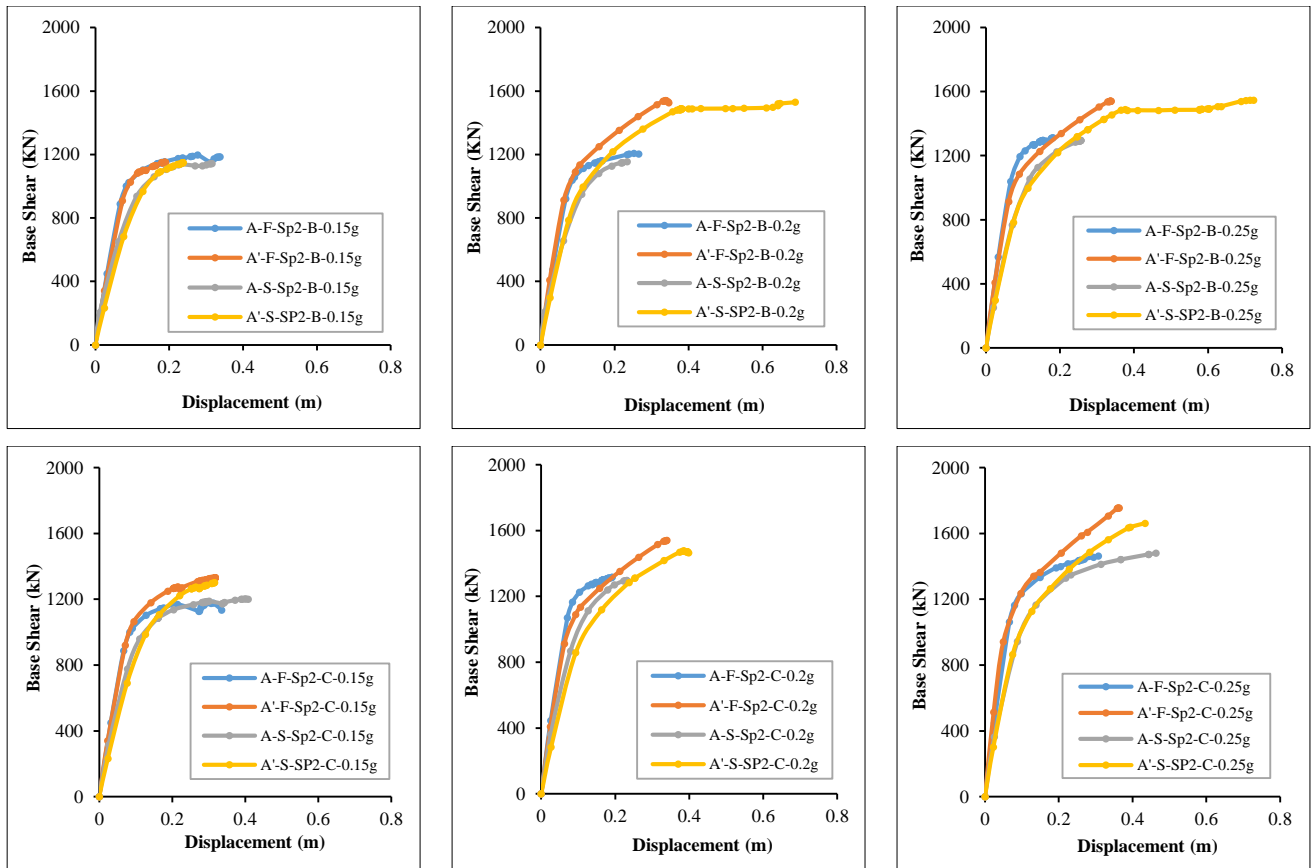 2000
1600
1200
800
400
0
Base Shear (KN)
A-F-Sp2-B-0.15g
A'-F-Sp2-B-0.15g
A-S-Sp2-B-0.15g
A'-S-SP2-B-0.15g
0 0.2 0.4 0.6 0.8
Displacement (m)
2000
1600
1200
800
400
0
Base Shear (KN)
A-F-Sp2-B-0.2g
A'-F-Sp2-B-0.2g
A-S-Sp2-B-0.2g
A'-S-SP2-B-0.2g
0 0.2 0.4 0.6 0.8
Displacement (m)
2000
1600
1200
800
400
0
Base Shear (KN)
A-F-Sp2-B-0.25g
A'-F-Sp2-B-0.25g
A-S-Sp2-B-0.25g
A'-S-SP2-B-0.25g
0 0.2 0.4 0.6 0.8
Displacement (m)
2000
1600
1200
800
400
0
Base Shear (kN)
A-F-Sp2-C-0.15g
A'-F-Sp2-C-0.15g
A-S-Sp2-C-0.15g
A'-S-SP2-C-0.15g
0 0.2 0.4 0.6 0.8
Displacement (m)
2000
1600
1200
800
400
0
Base Shear (kN)
A-F-Sp2-C-0.2g
A'-F-Sp2-C-0.2g
A-S-Sp2-C-0.2g
A'-S-SP2-C-0.2g
0 0.2 0.4 0.6 0.8
Displacement (m)
2000
1600
1200
800
400
0
Base Shear (kN)
A-F-Sp2-C-0.25g
A'-F-Sp2-C-0.25g
A-S-Sp2-C-0.25g
A'-S-SP2-C-0.25g
0 0.2 0.4 0.6 0.8
Displacement (m)